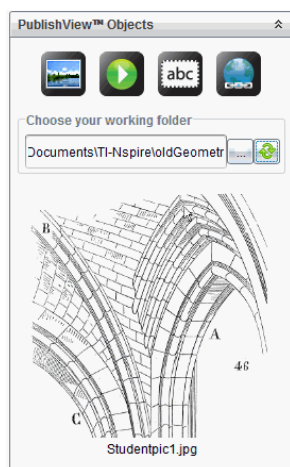 PublishView™ Objects
abc
Choose your working folder
Documents\TI-Nspire\oldGeometr
...
B
A
46
C
Studentpic1.jpg